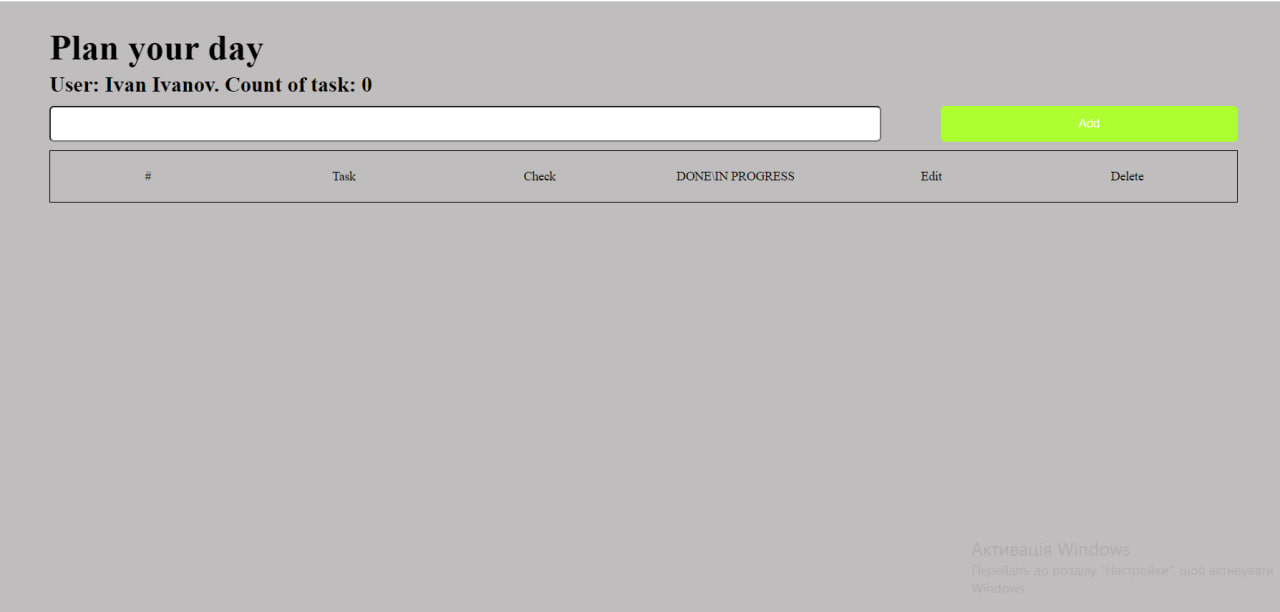 Plan your day
User: Ivan Ivanov. Count of task: 0
Add
# Task Check DONE\IN PROGRESS Edit Delete
Активація Windows
Перейдіть до розділу "Настройки", щоб активувати
Windows.